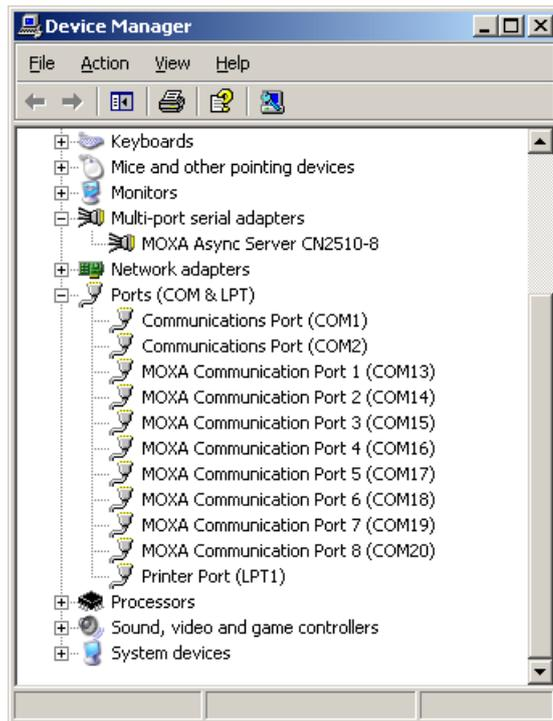 Device Manager
File Action View Help
Keyboards
Mice and other pointing devices
Monitors
Multi-port serial adapters
MOXA Async Server CN2510-8
Network adapters
Ports (COM & LPT)
Communications Port (COM1)
Communications Port (COM2)
MOXA Communication Port 1 (COM13)
MOXA Communication Port 2 (COM14)
MOXA Communication Port 3 (COM15)
MOXA Communication Port 4 (COM16)
MOXA Communication Port 5 (COM17)
MOXA Communication Port 6 (COM18)
MOXA Communication Port 7 (COM19)
MOXA Communication Port 8 (COM20)
Printer Port (LPT1)
Processors
Sound, video and game controllers
System devices